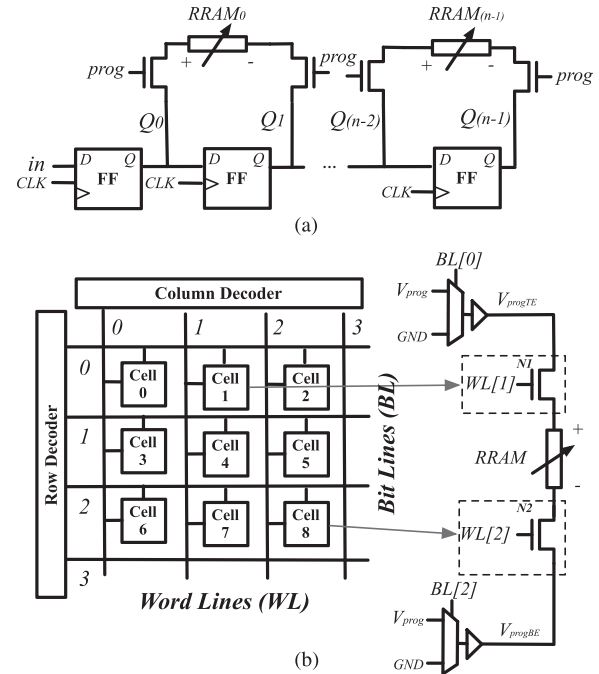 RRAM0
RRAM(n-1)
prog + - prog prog + - prog
Q0 Q1 Q(n-2) Q(n-1)
in D Q D Q ... D Q
CLK FF CLK FF CLK FF
(a)
Column Decoder
0 1 2 3
Row Decoder
0 Cell 0 Cell 1 Cell 2
1 Cell 3 Cell 4 Cell 5
2 Cell 6 Cell 7 Cell 8
3
Bit Lines (BL)
Word Lines (WL)
BL[0]
Vprog
VprogTE
GND
N1
WL[1]
+
RRAM
-
N2
WL[2]
BL[2]
Vprog
VprogBE
GND
(b)